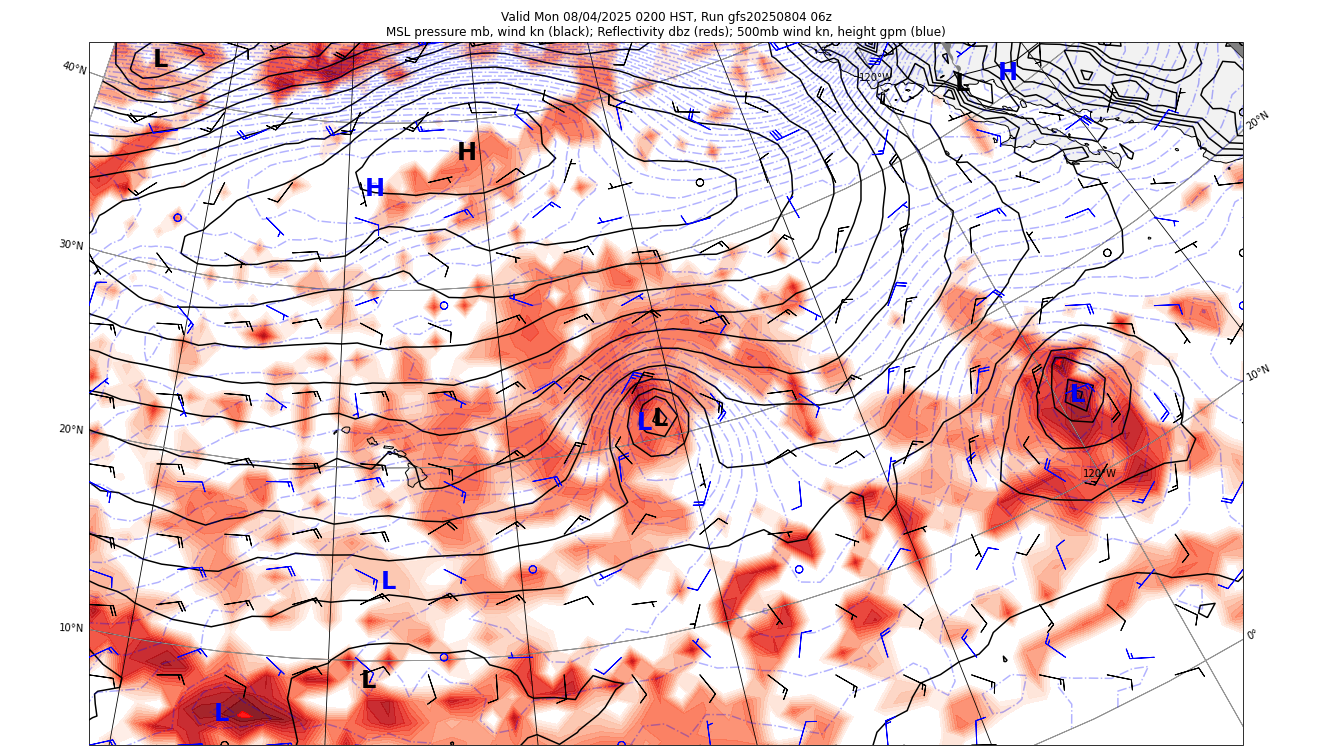 Valid Mon 08/04/2025 0200 HST, Run gfs20250804 06z
MSL pressure mb, wind kn (black); Reflectivity dbz (reds); 500mb wind kn, height gpm (blue)
L
40°N
120°W
L
H
20°N
H
H
30°N
10°N
L
20°N
L
L
120°W
L
10°N
0°
L
L